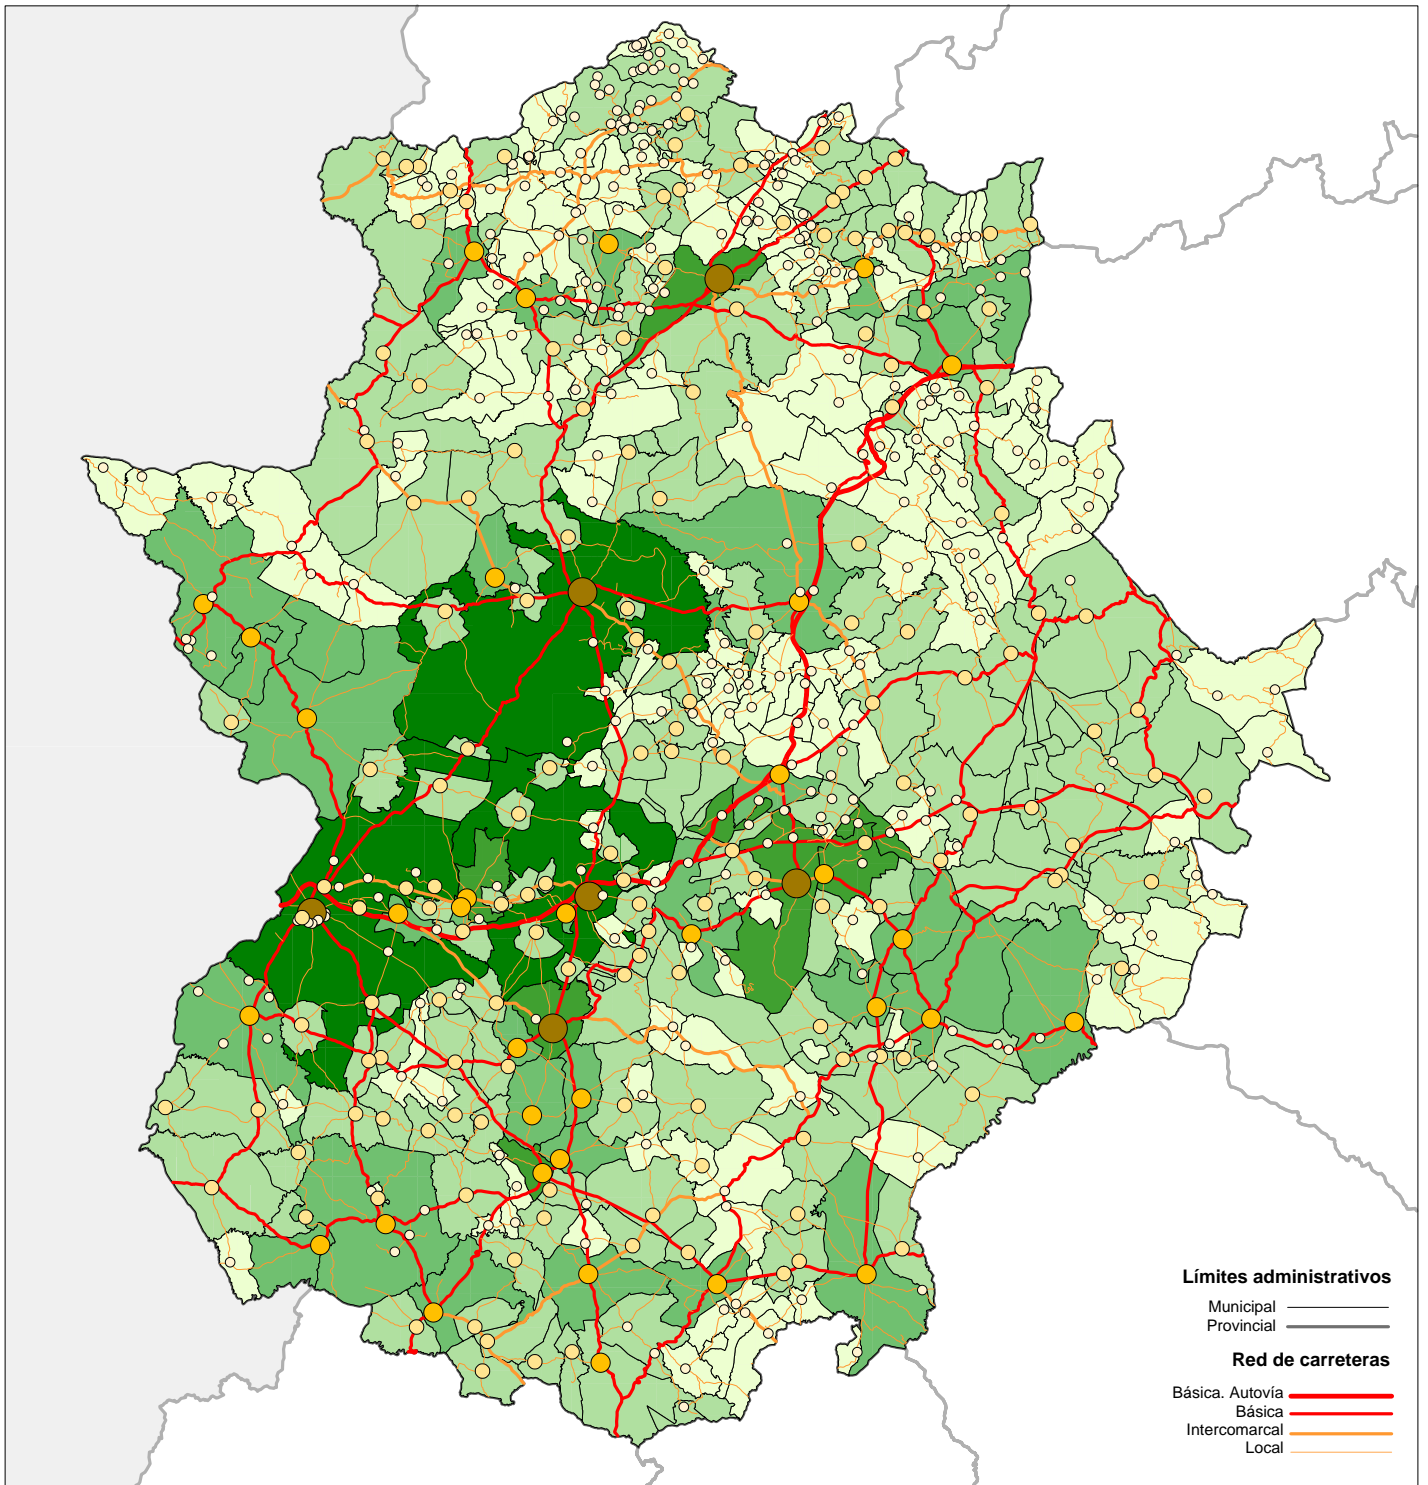 Límites administrativos
Municipal
Provincial
Red de carreteras
Básica. Autovía
Básica
Intercomarcal
Local